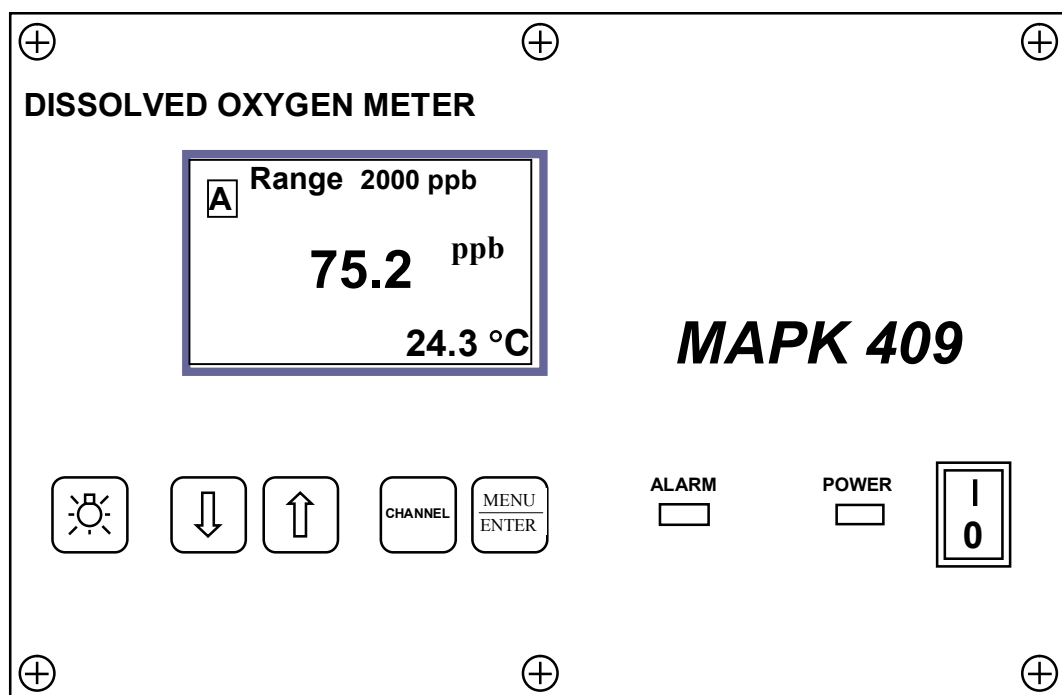 DISSOLVED OXYGEN METER
Range 2000 ppb
A
75.2 ppb
24.3 °C
MAPK 409
CHANNEL
MENU
ENTER
ALARM
POWER
I
0